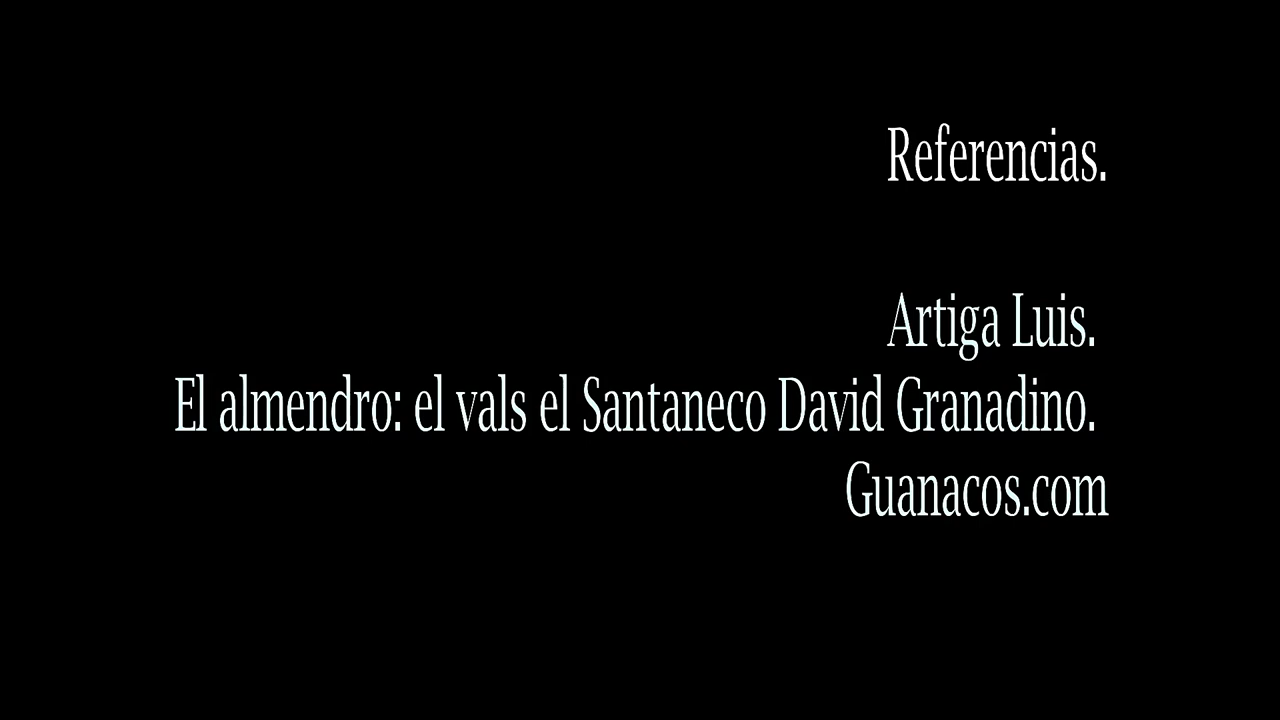 Referencias.
Artiga Luis.
El almendro: el vals el Santaneco David Granadino.
Guanacos.com